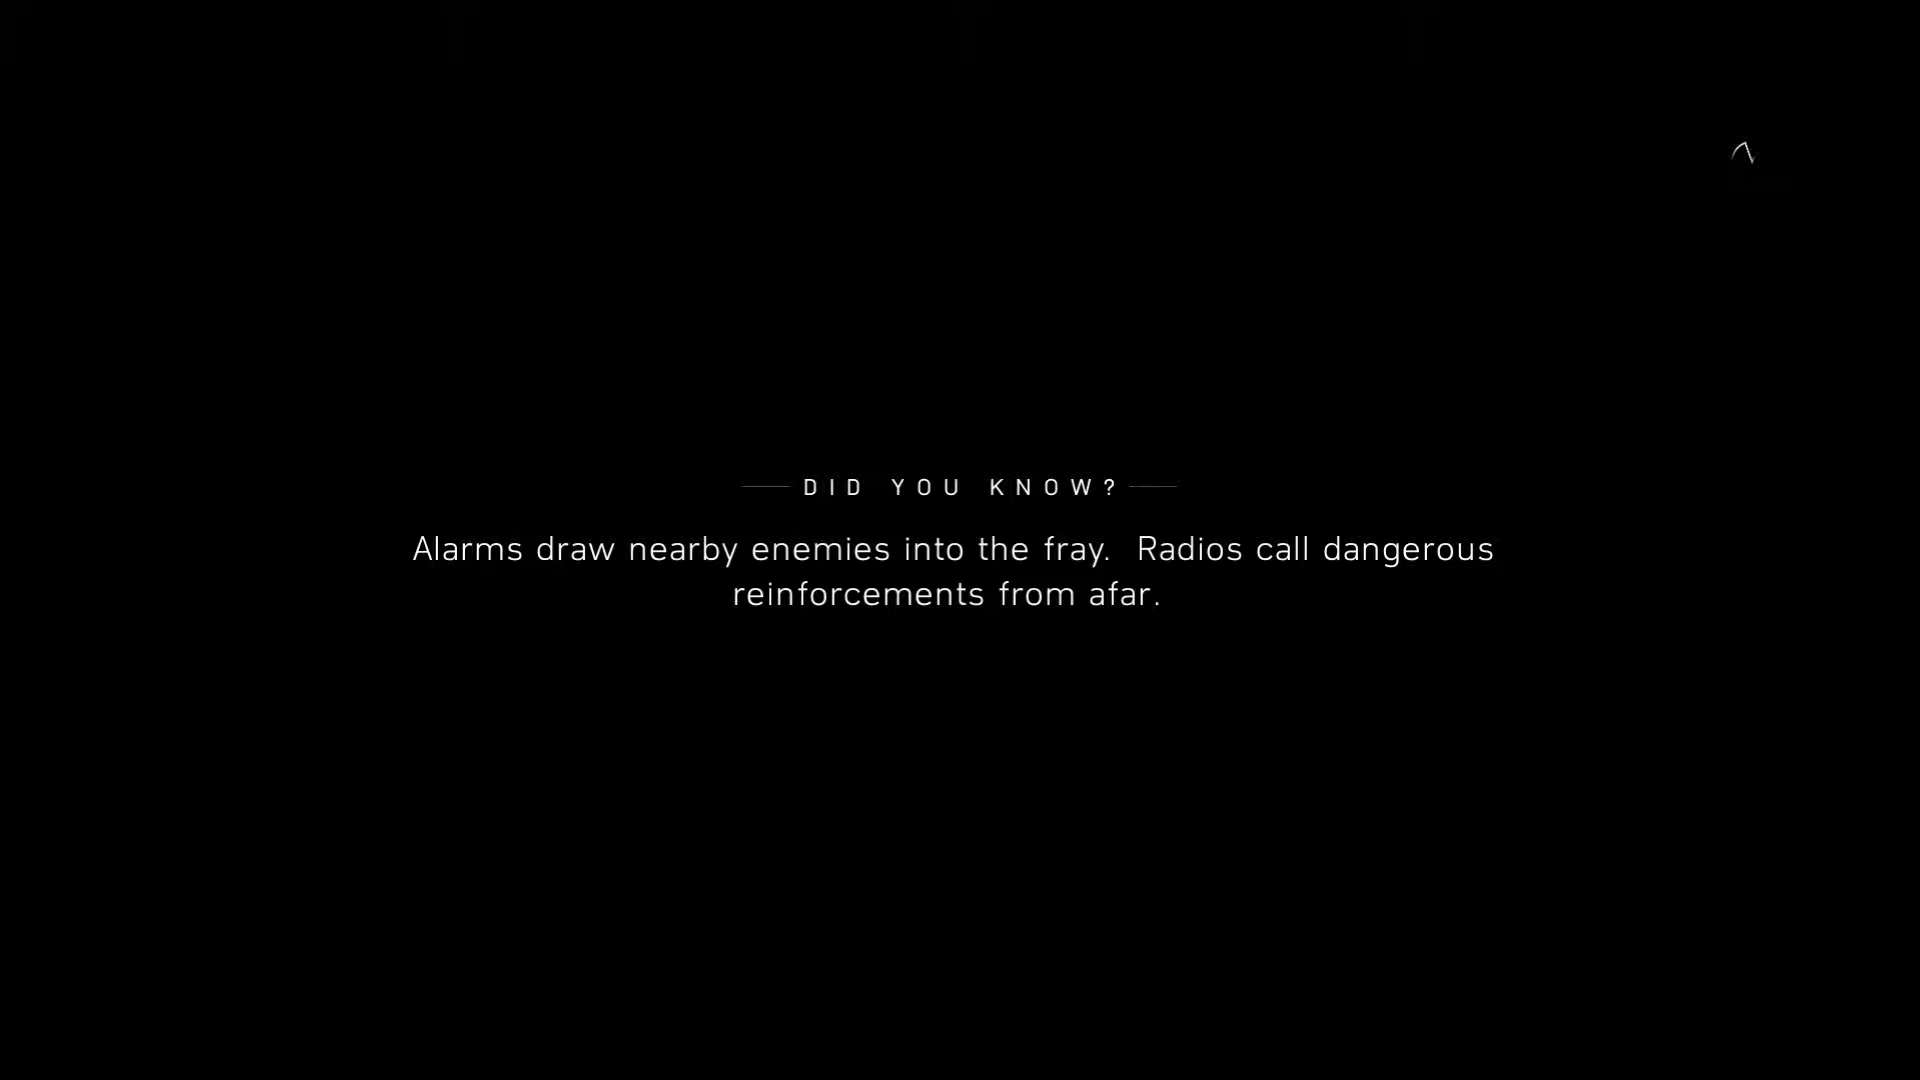 DID YOU KNOW?
Alarms draw nearby enemies into the fray.  Radios call dangerous
reinforcements from afar.